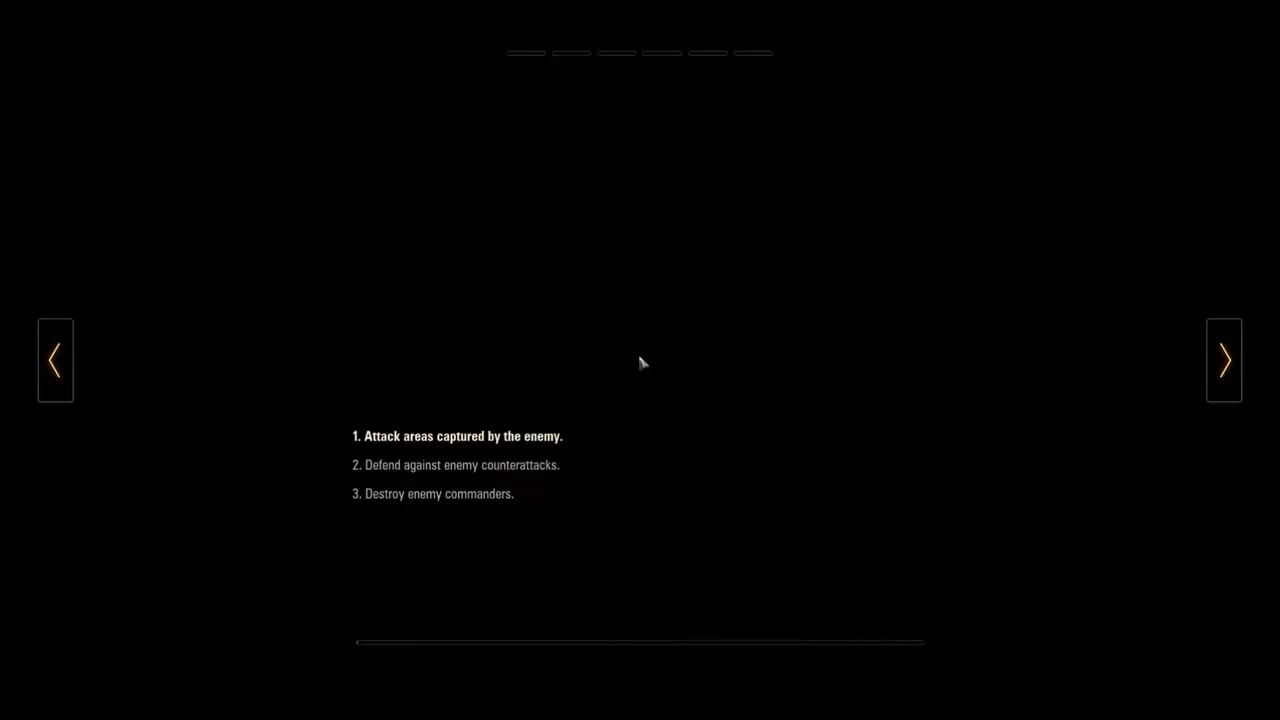 1. Attack areas captured by the enemy.
2. Defend against enemy counterattacks.
3. Destroy enemy commanders.